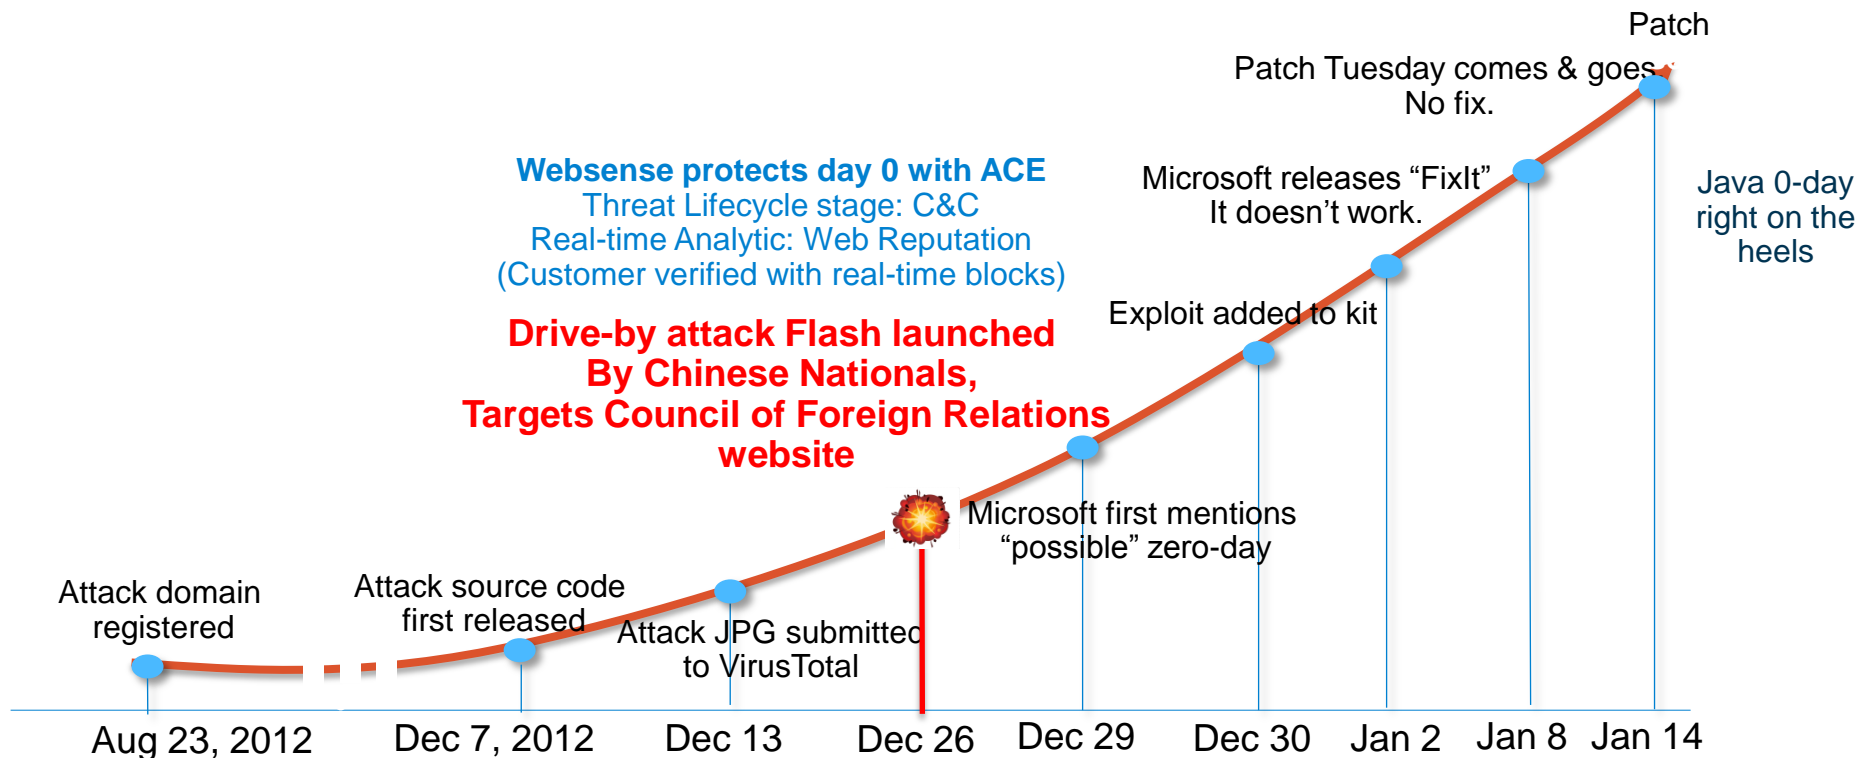 Patch
Patch Tuesday comes & goes.
No fix.
Websense protects day 0 with ACE
Threat Lifecycle stage: C&C
Real-time Analytic: Web Reputation
(Customer verified with real-time blocks)
Microsoft releases “FixIt”
It doesn’t work.
Java 0-day
right on the
heels
Exploit added to kit
Drive-by attack Flash launched
By Chinese Nationals,
Targets Council of Foreign Relations
website
Microsoft first mentions
“possible” zero-day
Attack domain
registered
Attack source code
first released
Attack JPG submitted
to VirusTotal
Aug 23, 2012
Dec 7, 2012
Dec 13
Dec 26
Dec 29
Dec 30
Jan 2
Jan 8
Jan 14